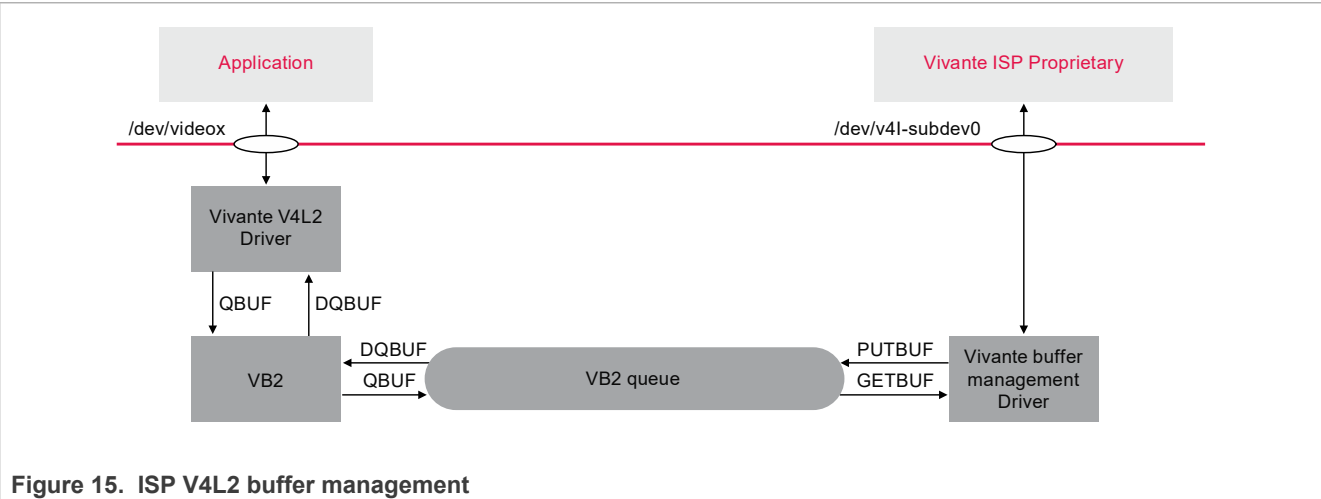 Application
Vivante ISP Proprietary
/dev/videox
/dev/v4l-subdev0
Vivante V4L2
Driver
QBUF
DQBUF
VB2
DQBUF
QBUF
VB2 queue
PUTBUF
GETBUF
Vivante buffer
management
Driver
Figure 15. ISP V4L2 buffer management